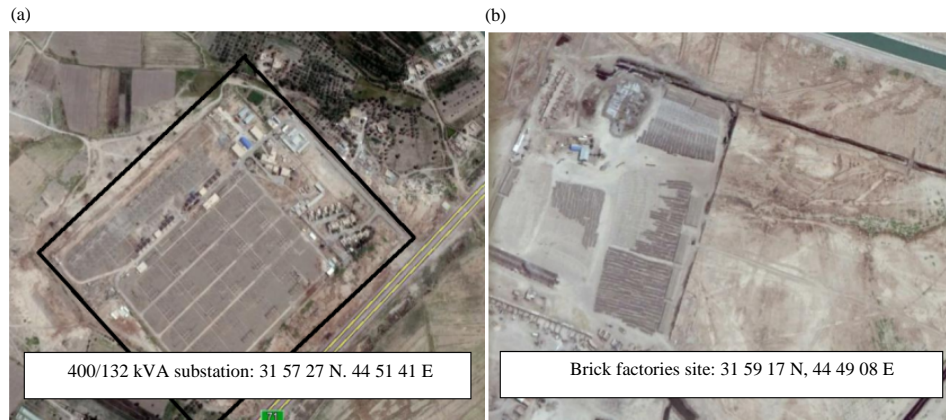 (a)
(b)
400/132 kVA substation: 31 57 27 N. 44 51 41 E
Brick factories site: 31 59 17 N, 44 49 08 E
71